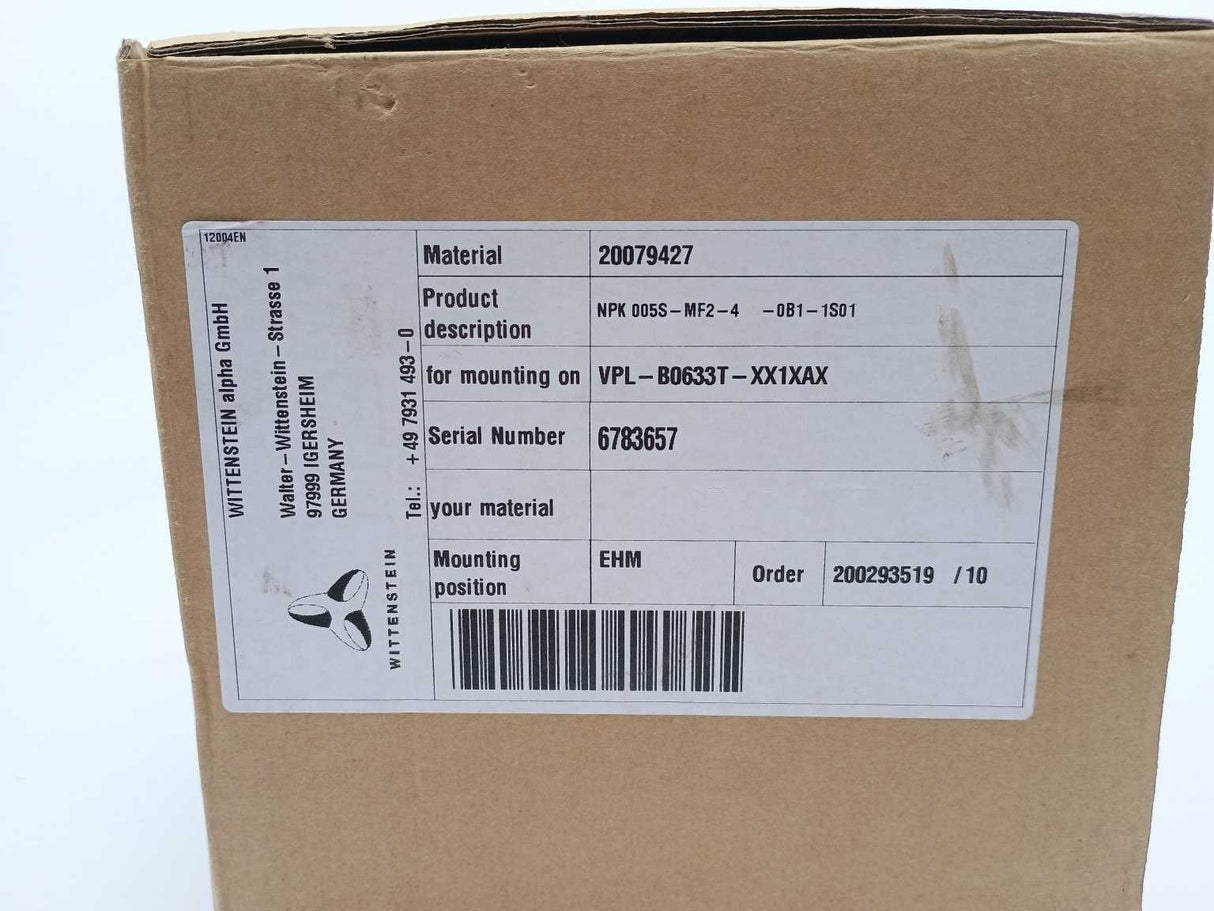 12004EN
WITTENSTEIN alpha GmbH
Walter-Wittenstein-Strasse 1
97999 IGERSHEIM
GERMANY
Tel.: +49 7931 493-0
WITTENSTEIN
Material 20079427
Product
description
NPK 005S-MF2-4 -0B1-1S01
for mounting on VPL-B0633T-XX1XAX
Serial Number 6783657
your material
Mounting
position
EHM
Order 200293519 /10